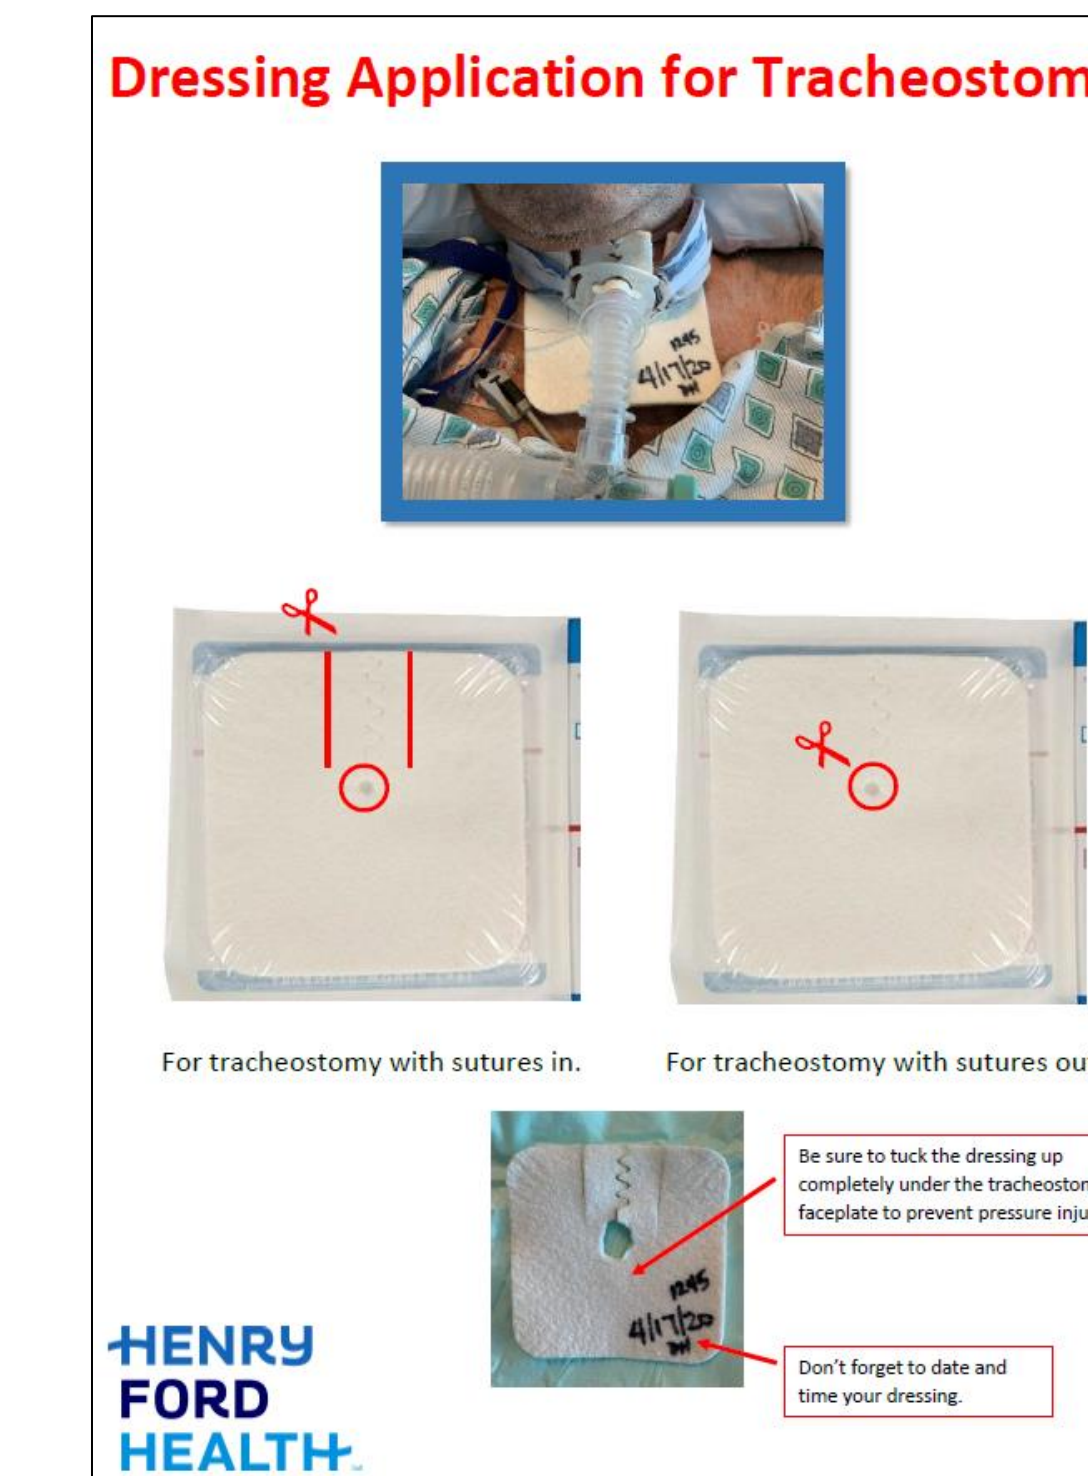 Dressing Application for Tracheostom
1245
4/17/20
DH
For tracheostomy with sutures in.
For tracheostomy with sutures ou
Be sure to tuck the dressing up
completely under the tracheoston
faceplate to prevent pressure inju
1245
4/17/20
DH
Don't forget to date and
time your dressing.
HENRY
FORD
HEALTH